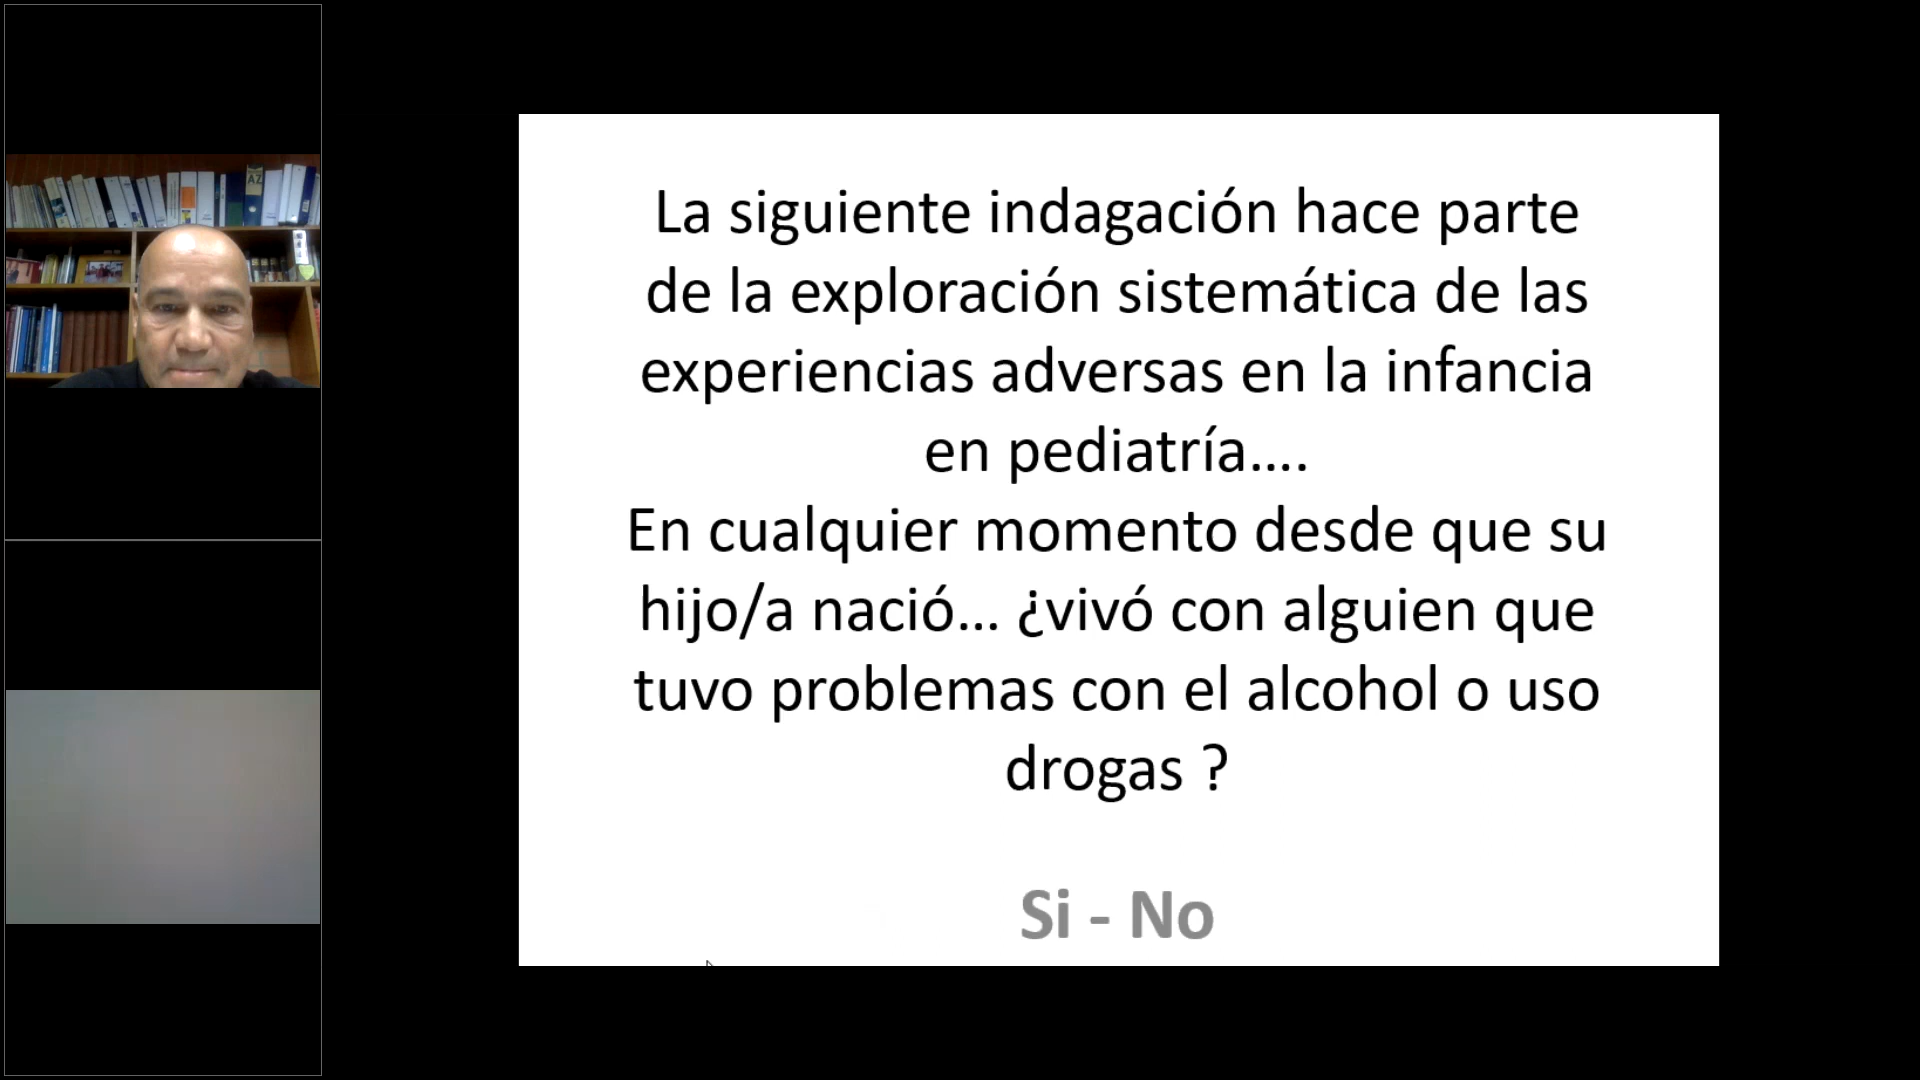 AZ
La siguiente indagación hace parte
de la exploración sistemática de las
experiencias adversas en la infancia
en pediatría....
En cualquier momento desde que su
hijo/a nació... ¿vivó con alguien que
tuvo problemas con el alcohol o uso
drogas ?
Si - No